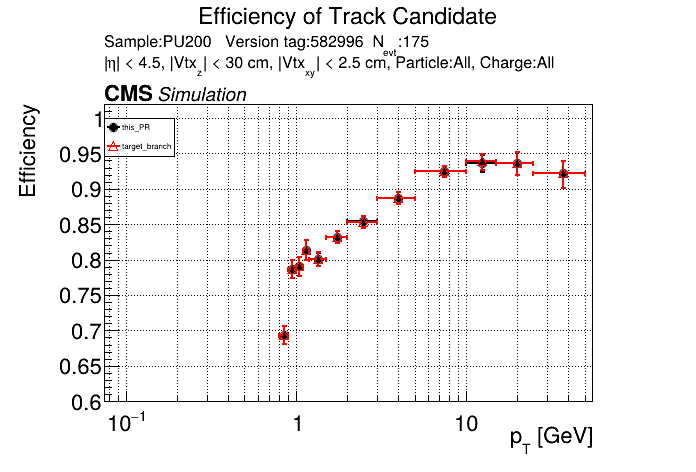 Efficiency of Track Candidate
Sample:PU200 Version tag:582996 N_evt:175
|η| < 4.5, |Vtx_z| < 30 cm, |Vtx_xy| < 2.5 cm, Particle:All, Charge:All
CMS Simulation
Efficiency
1
this_PR
target_branch
0.95
0.9
0.85
0.8
0.75
0.7
0.65
0.6
10⁻¹ 1 10
p_T [GeV]